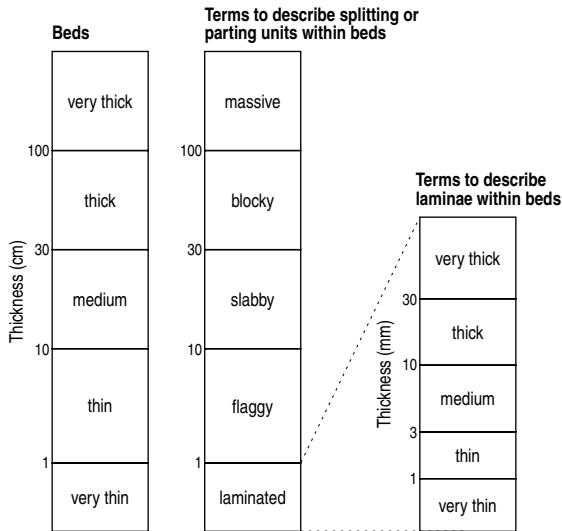 Beds
very thick
100
thick
30
medium
10
thin
1
very thin
Thickness (cm)
Terms to describe splitting or
parting units within beds
massive
100
blocky
30
slabby
10
flaggy
1
laminated
Terms to describe
laminae within beds
very thick
30
thick
10
medium
3
thin
1
very thin
Thickness (mm)